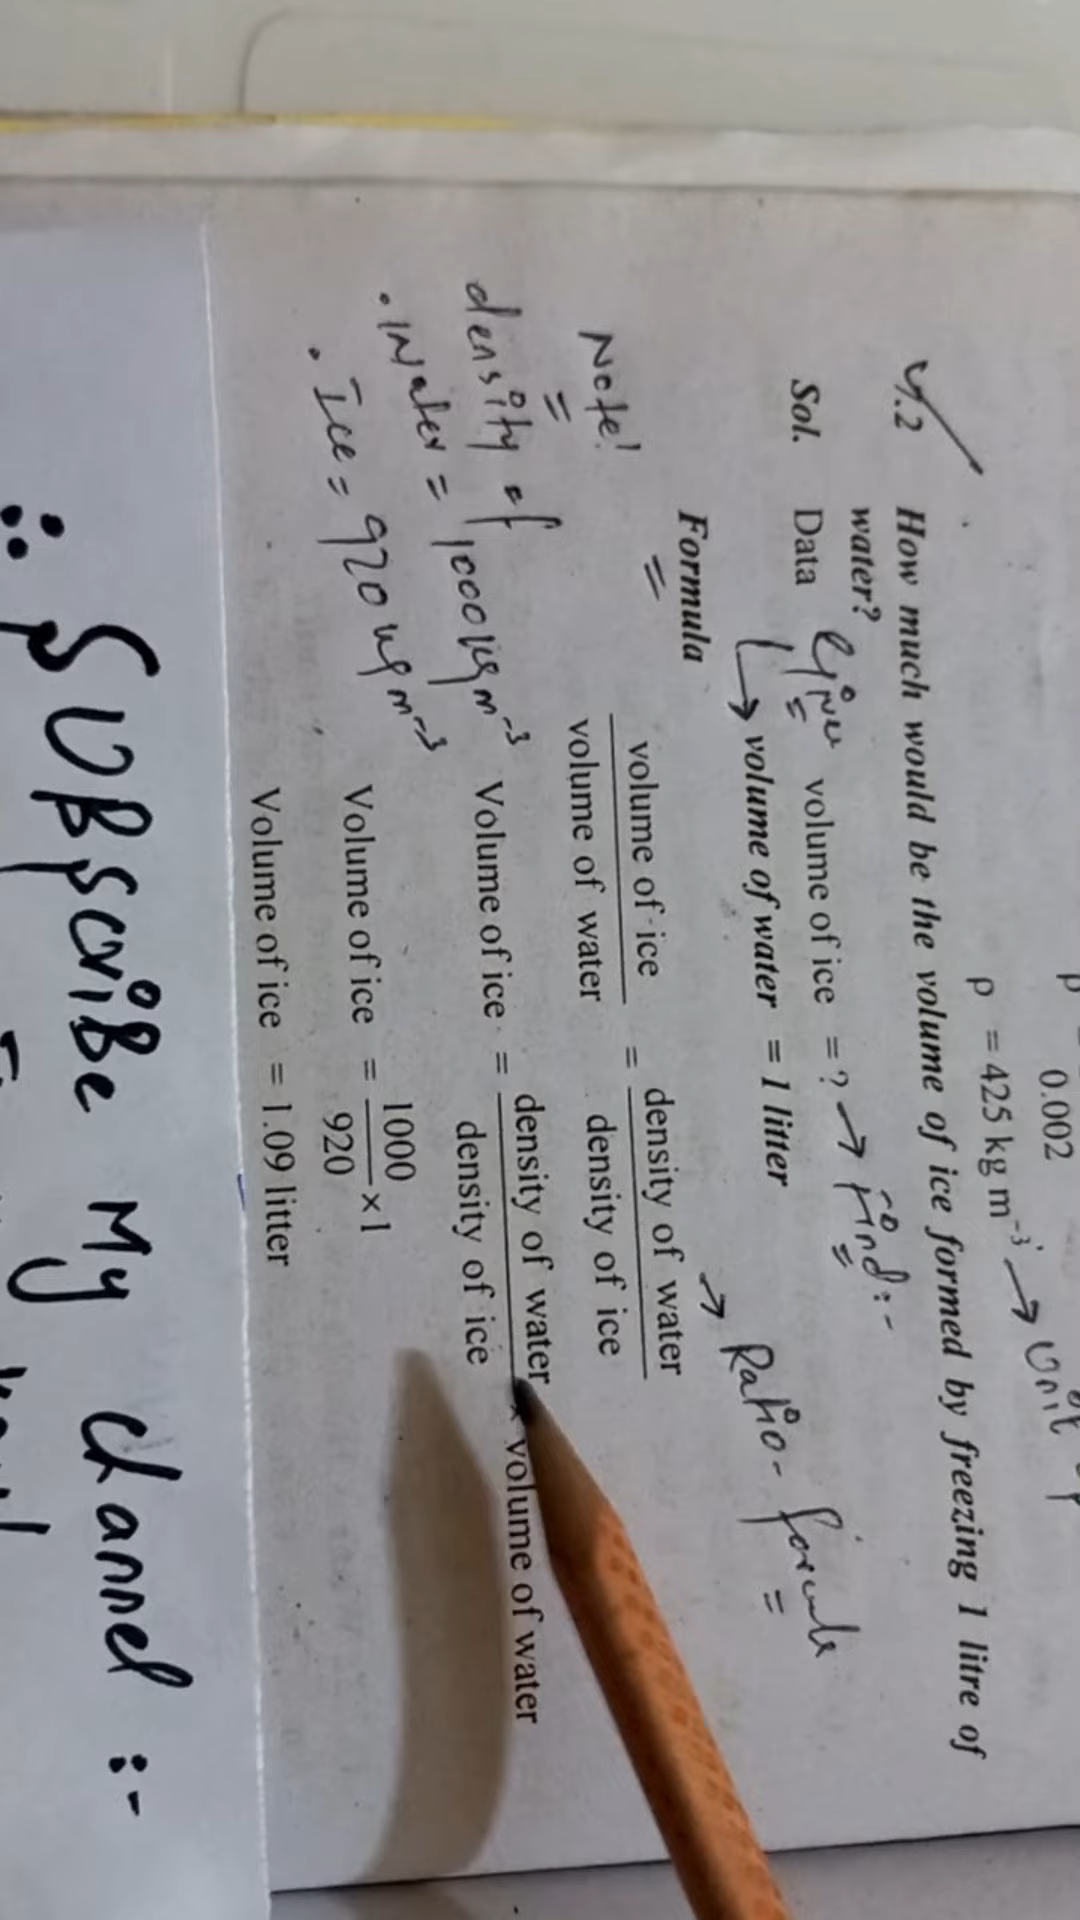 0.002
ρ = 425 kg m⁻³ → Unit
7.2 How much would be the volume of ice formed by freezing 1 litre of
water?
Sol. Data Given volume of ice = ? → Find:-
→ volume of water = 1 litter
Formula → Ratio-
volume of ice / volume of water = density of water / density of ice
Note!
density of
Volume of ice = density of water / density of ice × volume of water
. Water = 1000 kg m⁻³
Volume of ice = 1000 / 920 × 1
. Ice = 920 kg m⁻³
Volume of ice = 1.09 litter
SUBSCRIBE My channel :-